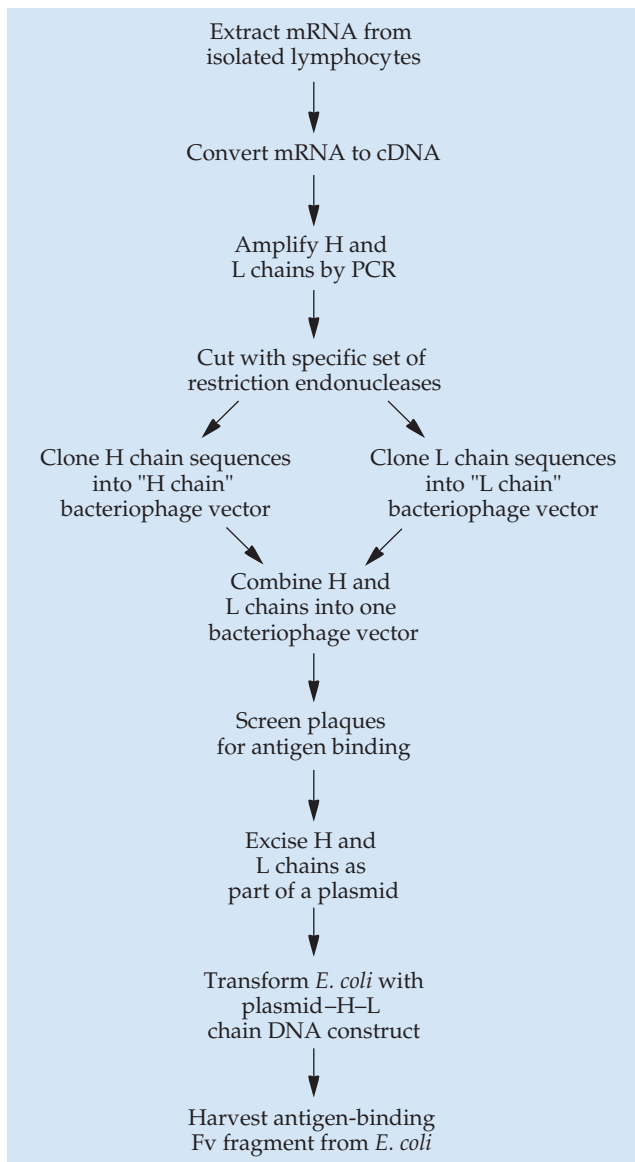 Extract mRNA from
isolated lymphocytes
Convert mRNA to cDNA
Amplify H and
L chains by PCR
Cut with specific set of
restriction endonucleases
Clone H chain sequences
into "H chain"
bacteriophage vector
Clone L chain sequences
into "L chain"
bacteriophage vector
Combine H and
L chains into one
bacteriophage vector
Screen plaques
for antigen binding
Excise H and
L chains as
part of a plasmid
Transform E. coli with
plasmid–H–L
chain DNA construct
Harvest antigen-binding
Fv fragment from E. coli